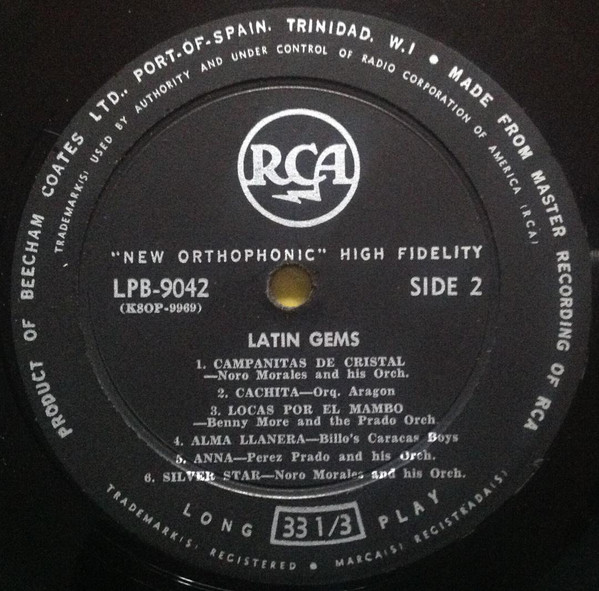 PRODUCT OF BEECHAM COATES LTD., PORT-OF-SPAIN, TRINIDAD, W.I • MADE FROM MASTER RECORDING OF RCA
TRADEMARK(S) USED BY AUTHORITY AND UNDER CONTROL OF RADIO CORPORATION OF AMERICA (RCA)
RCA
"NEW ORTHOPHONIC" HIGH FIDELITY
LPB-9042 SIDE 2
(K8OP-9969)
LATIN GEMS
1. CAMPANITAS DE CRISTAL
—Noro Morales and his Orch.
2. CACHITA—Orq. Aragon
3. LOCAS POR EL MAMBO
—Benny More and the Prado Orch
4. ALMA LLANERA—Billo's Caracas Boys
5. ANNA—Perez Prado and his Orch.
6. SILVER STAR—Noro Morales and his Orch.
LONG 33 1/3 PLAY
TRADEMARK(S) REGISTERED • MARCA(S) REGISTEADA(S)